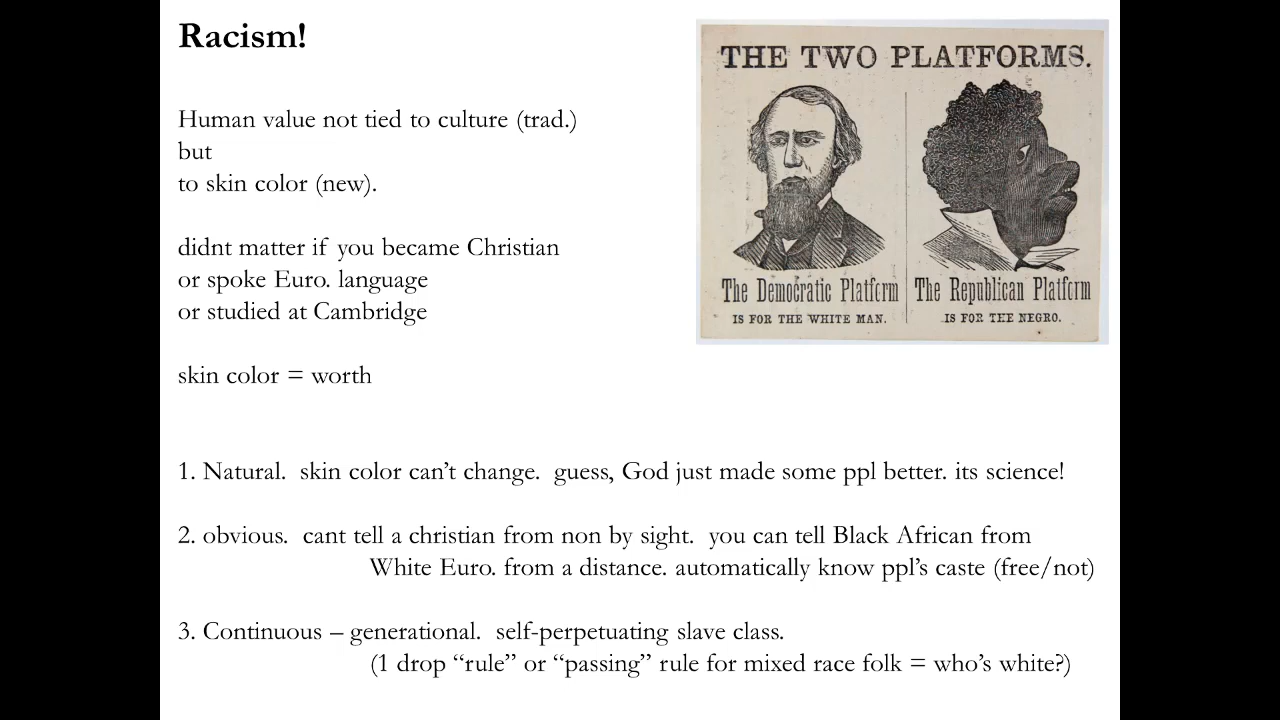 Racism!
Human value not tied to culture (trad.)
but
to skin color (new).
didnt matter if you became Christian
or spoke Euro. language
or studied at Cambridge
skin color = worth
THE TWO PLATFORMS.
The Democratic Platform
IS FOR THE WHITE MAN.
The Republican Platform
IS FOR THE NEGRO.
1. Natural. skin color can’t change. guess, God just made some ppl better. its science!
2. obvious. cant tell a christian from non by sight. you can tell Black African from
White Euro. from a distance. automatically know ppl’s caste (free/not)
3. Continuous – generational. self-perpetuating slave class.
(1 drop “rule” or “passing” rule for mixed race folk = who’s white?)